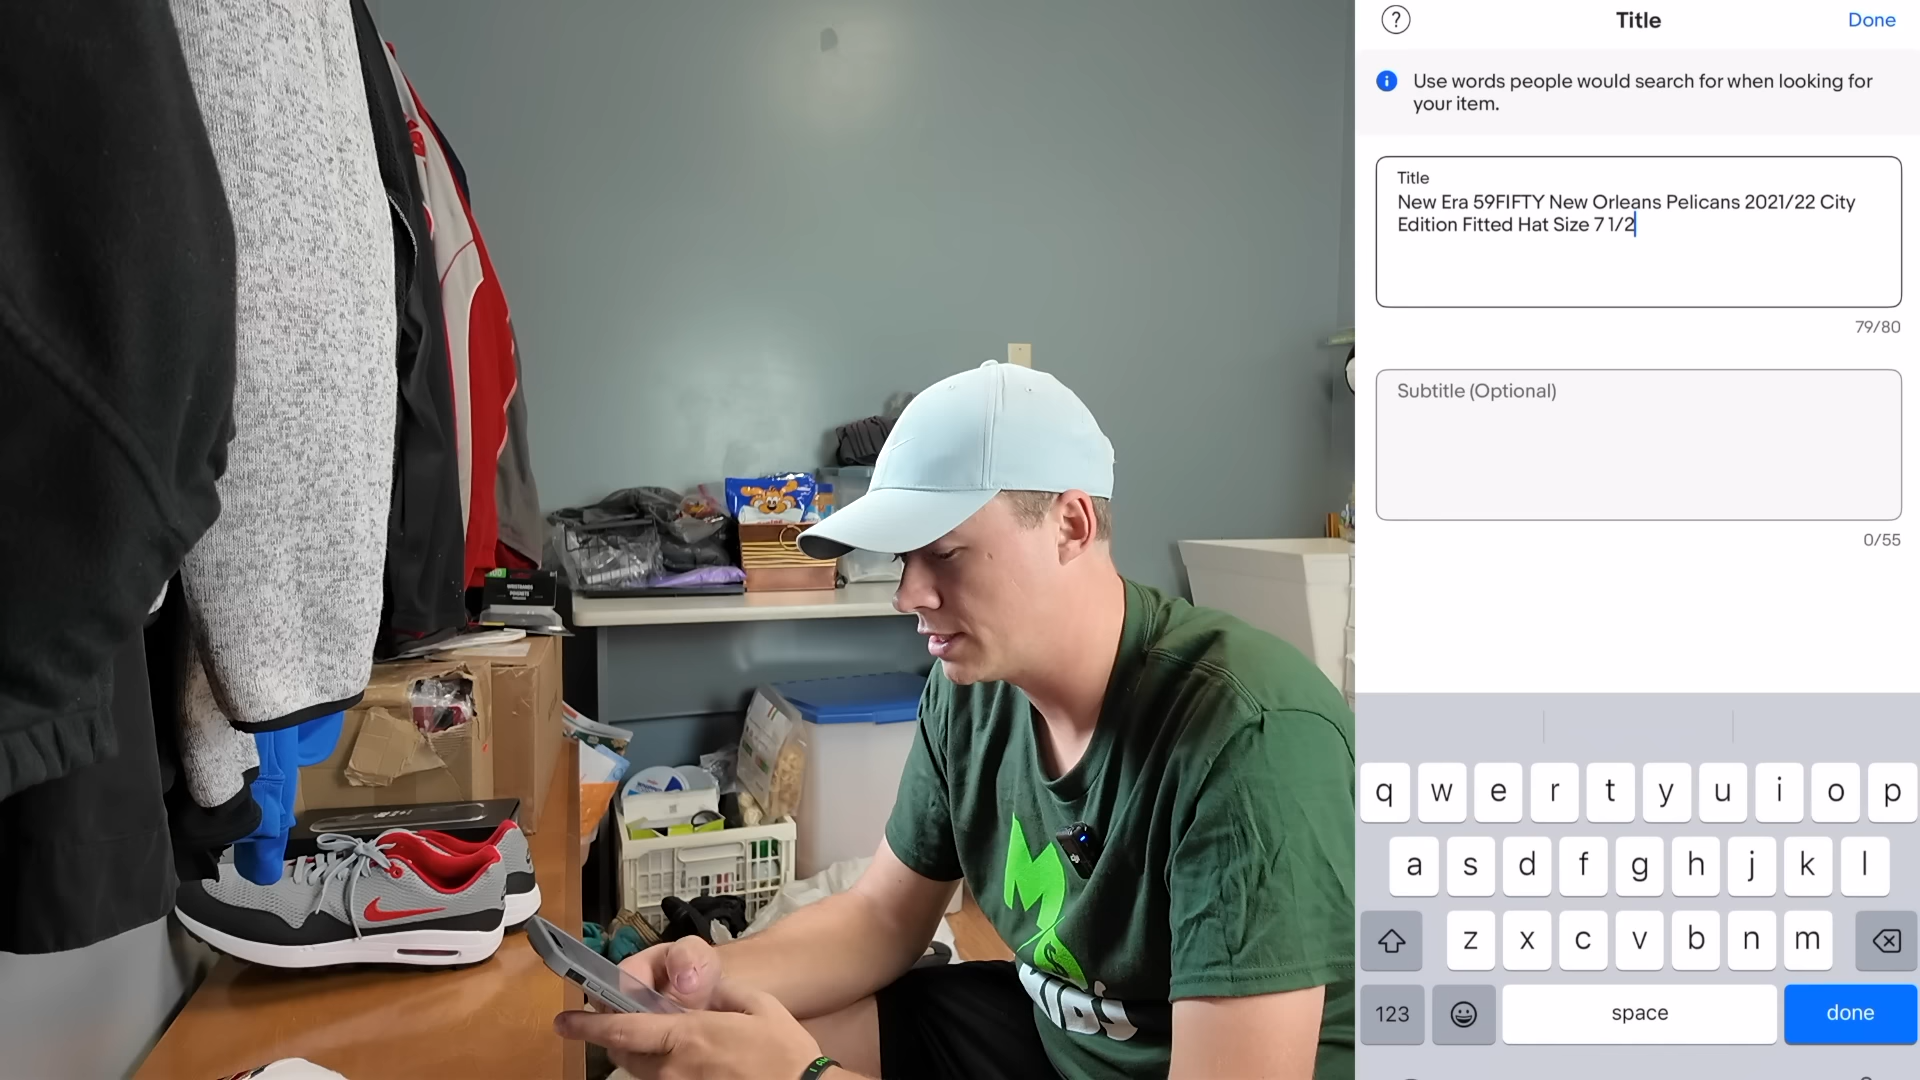 ?
Title
Done
Use words people would search for when looking for
your item.
Title
New Era 59FIFTY New Orleans Pelicans 2021/22 City
Edition Fitted Hat Size 7 1/2
79/80
Subtitle (Optional)
0/55
q w e r t y u i o p
a s d f g h j k l
z x c v b n m
123
space
done
WRISTBANDS
I AM